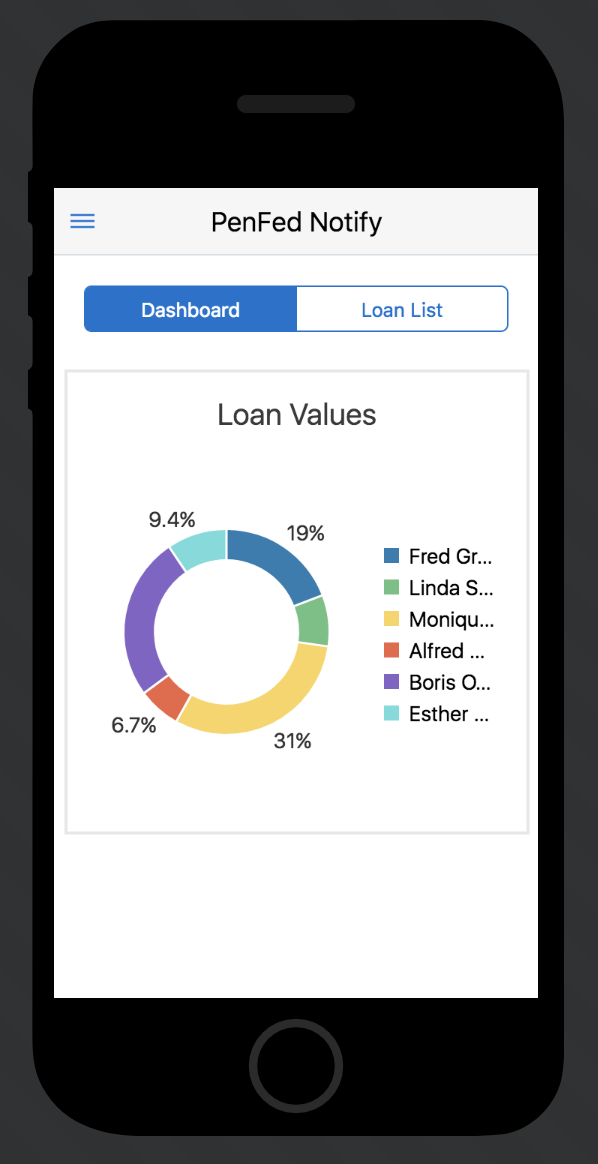 PenFed Notify
Dashboard
Loan List
Loan Values
9.4%
19%
Fred Gr...
Linda S...
Moniqu...
Alfred ...
Boris O...
Esther ...
6.7%
31%